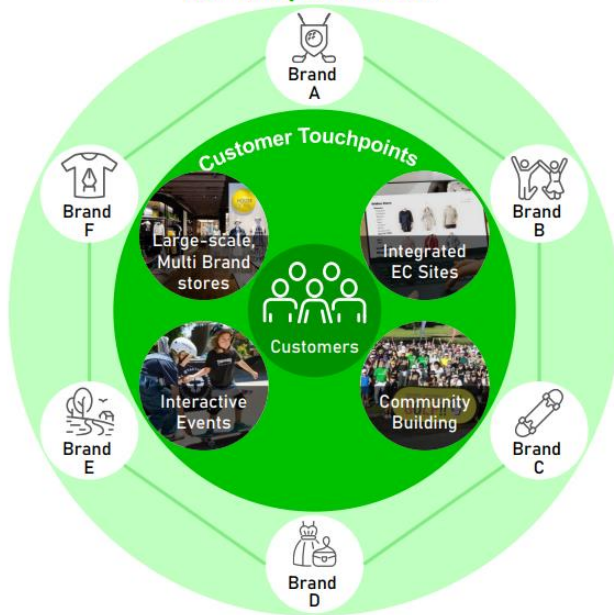 Brand
A
Customer Touchpoints
Brand
F
Large-scale,
Multi Brand
stores
Integrated
EC Sites
Brand
B
Customers
Interactive
Events
Community
Building
Brand
E
Brand
C
Brand
D